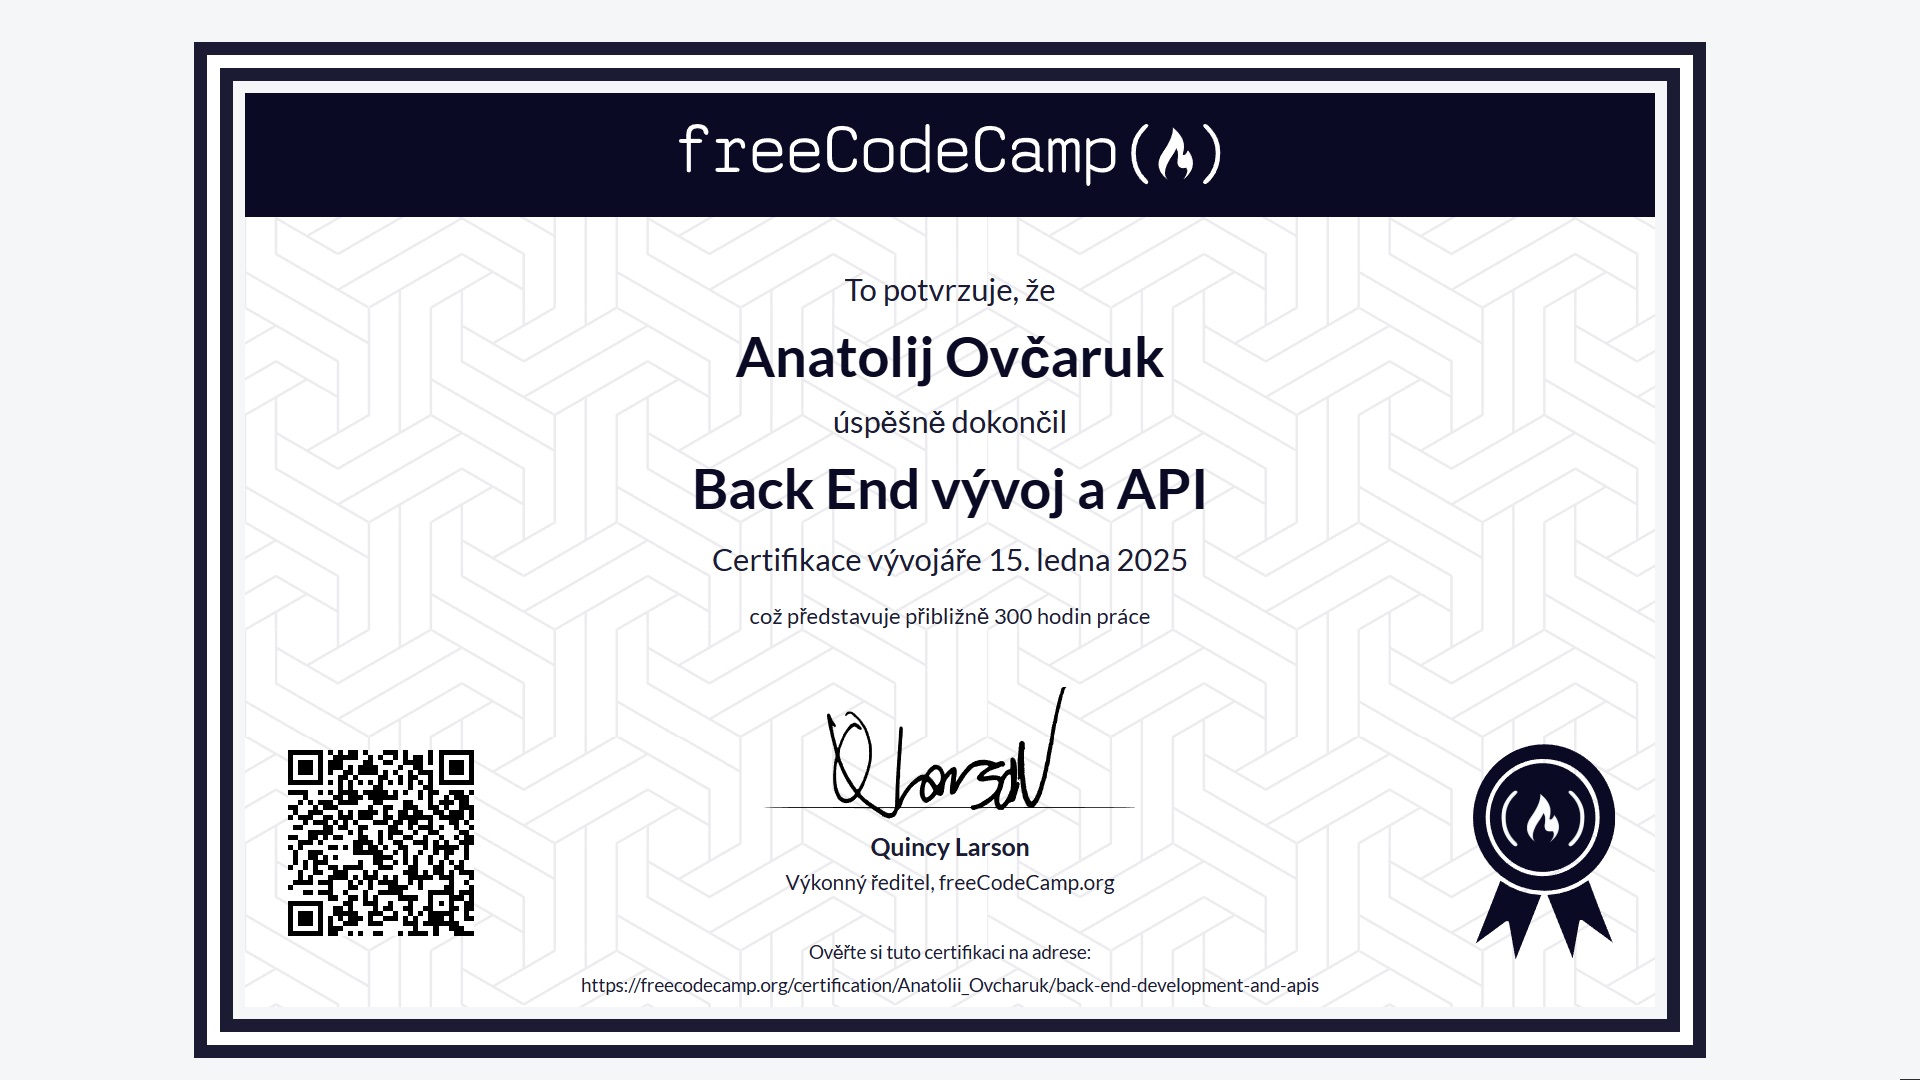 freeCodeCamp
To potvrzuje, že
Anatolij Ovčaruk
úspěšně dokončil
Back End vývoj a API
Certifikace vývojáře 15. ledna 2025
což představuje přibližně 300 hodin práce
Quincy Larson
Výkonný ředitel, freeCodeCamp.org
Ověřte si tuto certifikaci na adrese:
https://freecodecamp.org/certification/Anatolii_Ovcharuk/back-end-development-and-apis